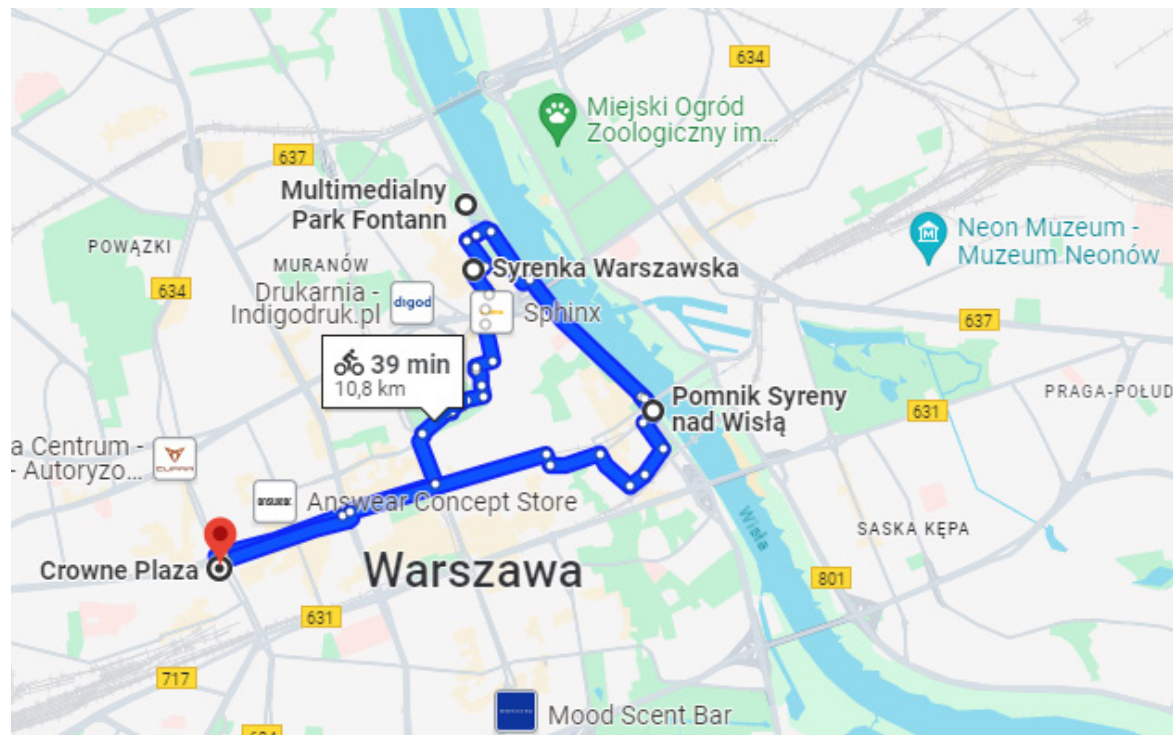 634
Miejski Ogród
Zoologiczny im...
637
Multimedialny
Park Fontann
POWĄZKI
Neon Muzeum -
Muzeum Neonów
MURANÓW
Syrenka Warszawska
634
Drukarnia -
Indigodruk.pl
digod
Sphinx
637
39 min
10,8 km
Pomnik Syreny
nad Wisłą
PRAGA-POŁUD
631
a Centrum -
- Autoryzo...
CUPRA
Answear Concept Store
Wisła
SASKA KĘPA
Crowne Plaza
Warszawa
801
631
717
Mood Scent Bar